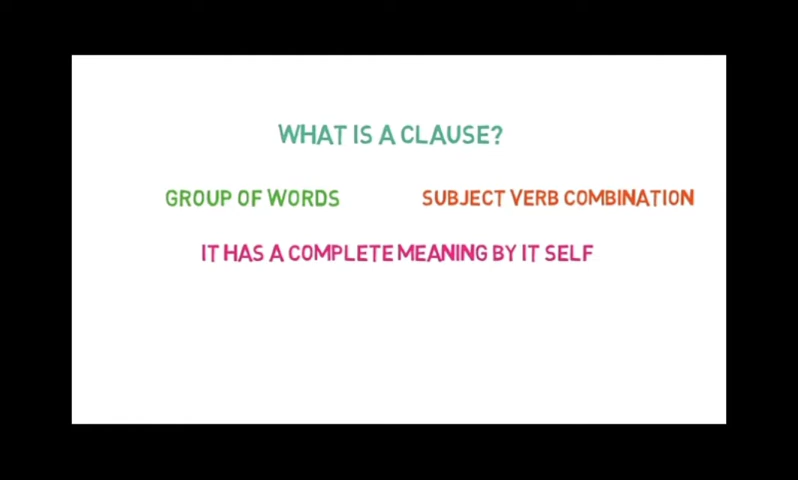 WHAT IS A CLAUSE?
GROUP OF WORDS SUBJECT VERB COMBINATION
IT HAS A COMPLETE MEANING BY IT SELF